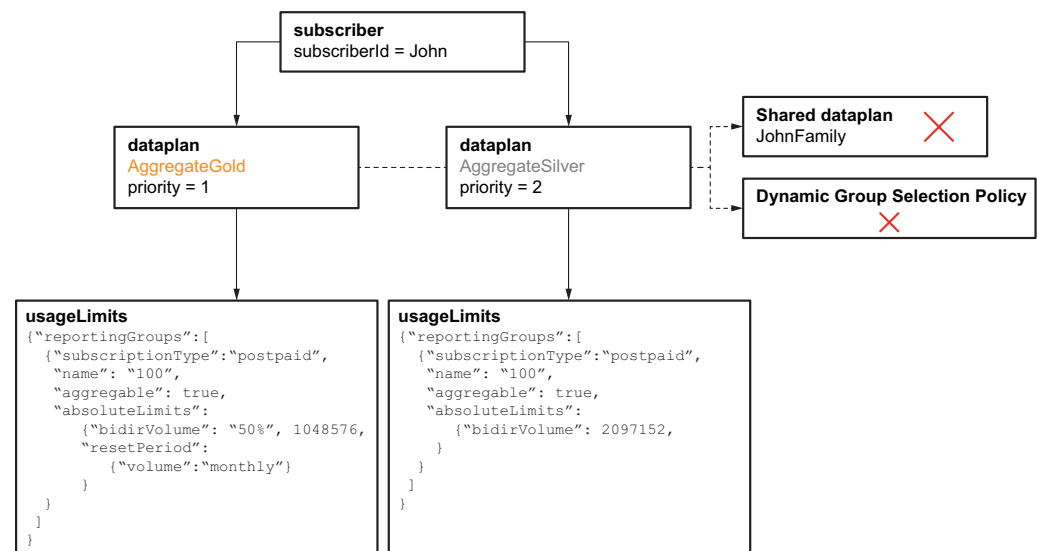 subscriber
subscriberId = John
dataplan
AggregateGold
priority = 1
dataplan
AggregateSilver
priority = 2
Shared dataplan
JohnFamily
Dynamic Group Selection Policy
usageLimits
{“reportingGroups”:[
{“subscriptionType”:“postpaid”,
“name”: “100”,
“aggregable”: true,
“absoluteLimits”:
{“bidirVolume”: “50%”, 1048576,
“resetPeriod”:
{“volume”:“monthly”}
}
}
]
}
usageLimits
{“reportingGroups”:[
{“subscriptionType”:“postpaid”,
“name”: “100”,
“aggregable”: true,
“absoluteLimits”:
{“bidirVolume”: 2097152,
}
}
]
}